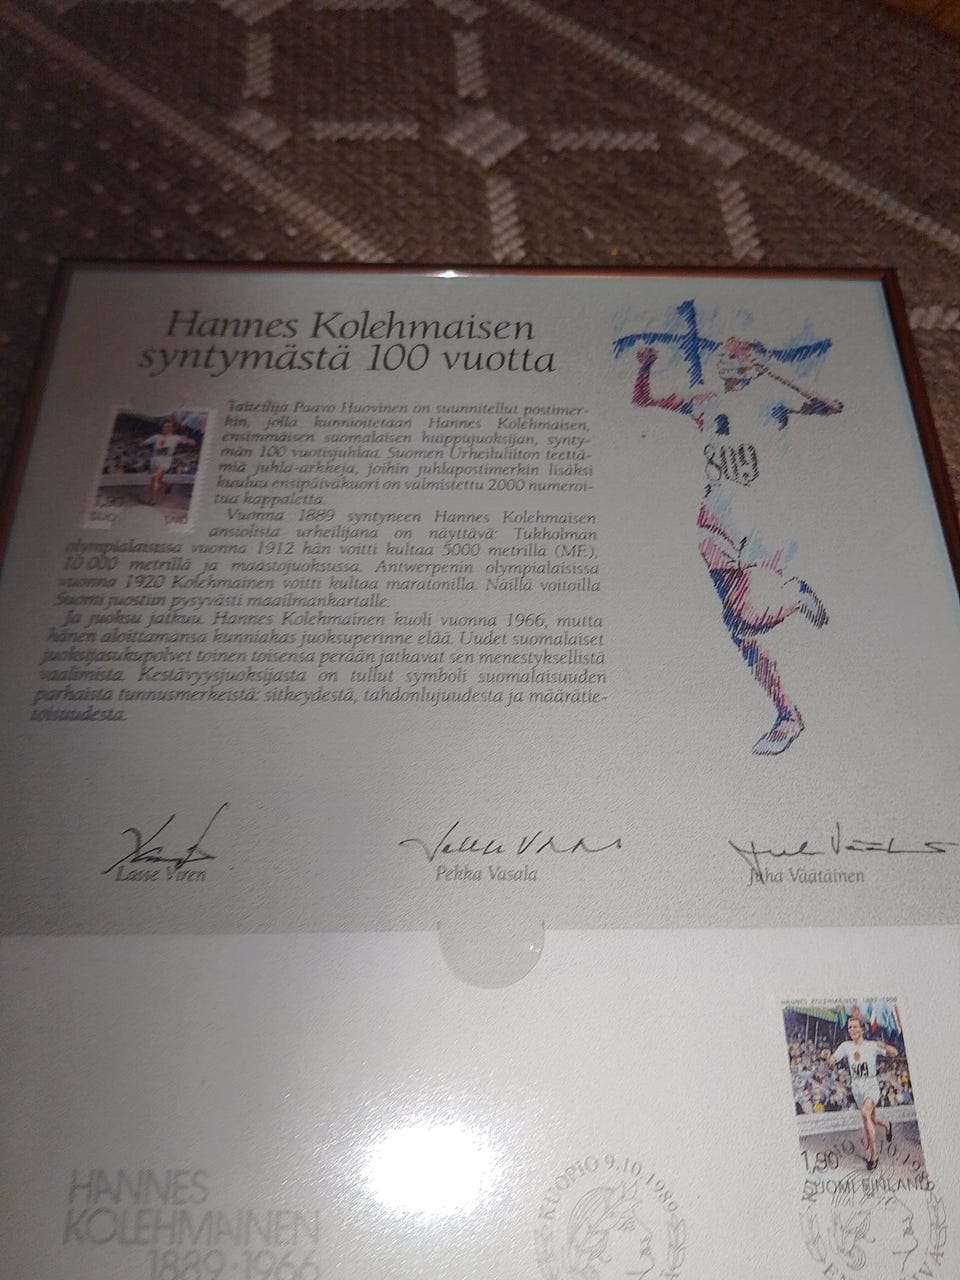 Hannes Kolehmaisen
syntymästä 100 vuotta
Taiteilija Paavo Huovinen on suunnitellut postimer-
kin, jolla kunnioitetaan Hannes Kolehmaisen,
ensimmäisen suomalaisen huippujuoksijan, synty-
män 100 vuotisjuhlaa. Suomen Urheiluliiton teettä-
miä juhla-arkkeja, joihin juhlapostimerkin lisäksi
kuuluu ensipäiväkuori on valmistettu 2000 numeroi-
tua kappaletta.
Vuonna 1889 syntyneen Hannes Kolehmaisen
ansiolista urheilijana on näyttävä: Tukholman
olympialaisissa vuonna 1912 hän voitti kultaa 5000 metrillä (ME),
10 000 metrillä ja maastojuoksussa. Antwerpenin olympialaisissa
vuonna 1920 Kolehmainen voitti kultaa maratonilla. Näillä voitoilla
Suomi juostiin pysyvästi maailmankartalle.
Ja juoksu jatkuu. Hannes Kolehmainen kuoli vuonna 1966, mutta
hänen aloittamansa kunniakas juoksuperinne elää. Uudet suomalaiset
juoksijasukupolvet toinen toisensa perään jatkavat sen menestyksellistä
vaalimista. Kestävyysjuoksijasta on tullut symboli suomalaisuuden
parhaista tunnusmerkeistä: sitkeydestä, tahdonlujuudesta ja määrätie-
toisuudesta.
809
Lasse Viren
Pekka Vasala
Juha Väätäinen
HANNES KOLEHMAINEN 1889-1966
809
1,90
SUOMI FINLAND
HANNES
KOLEHMAINEN
1889-1966
KUOPIO 9.10.1989